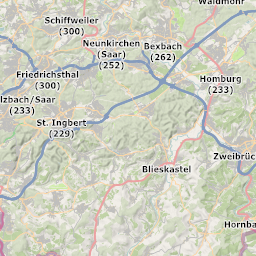 Waldmohr
Schiffweiler
(300)
Neunkirchen
(Saar)
(252)
Bexbach
(262)
Friedrichsthal
(300)
Homburg
(233)
lzbach/Saar
(233)
St. Ingbert
(229)
Zweibrüc
Blieskastel
Hornba